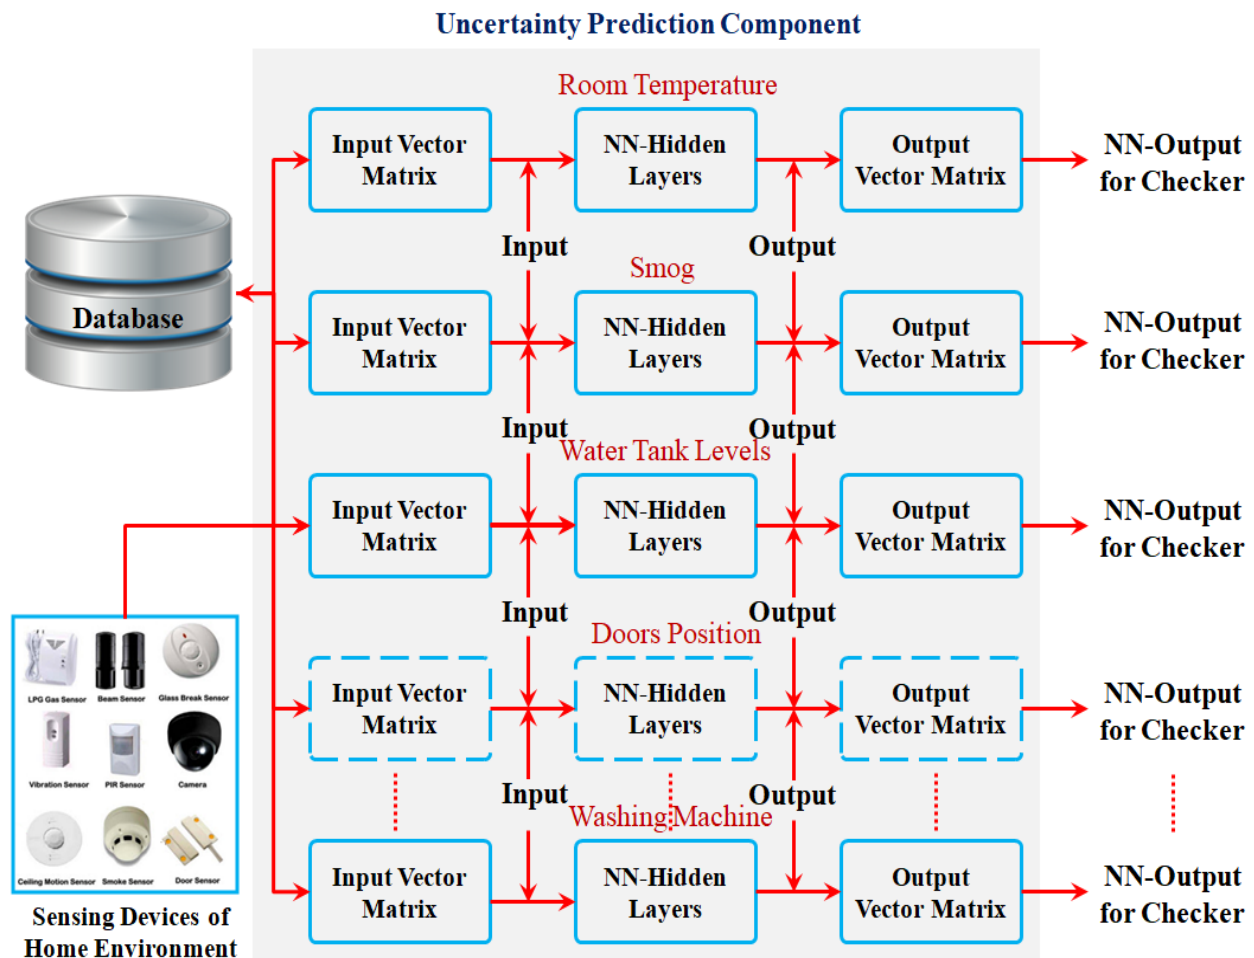 Uncertainty Prediction Component
Room Temperature
Input Vector
Matrix
NN-Hidden
Layers
Output
Vector Matrix
NN-Output
for Checker
Input
Output
Smog
Database
Input Vector
Matrix
NN-Hidden
Layers
Output
Vector Matrix
NN-Output
for Checker
Input
Output
Water Tank Levels
Input Vector
Matrix
NN-Hidden
Layers
Output
Vector Matrix
NN-Output
for Checker
Input
Output
Doors Position
Input Vector
Matrix
NN-Hidden
Layers
Output
Vector Matrix
NN-Output
for Checker
Input
Output
Washing Machine
Input Vector
Matrix
NN-Hidden
Layers
Output
Vector Matrix
NN-Output
for Checker
LPG Gas Sensor
Beam Sensor
Glass Break Sensor
Vibration Sensor
PIR Sensor
Camera
Ceiling Motion Sensor
Smoke Sensor
Door Sensor
Sensing Devices of
Home Environment